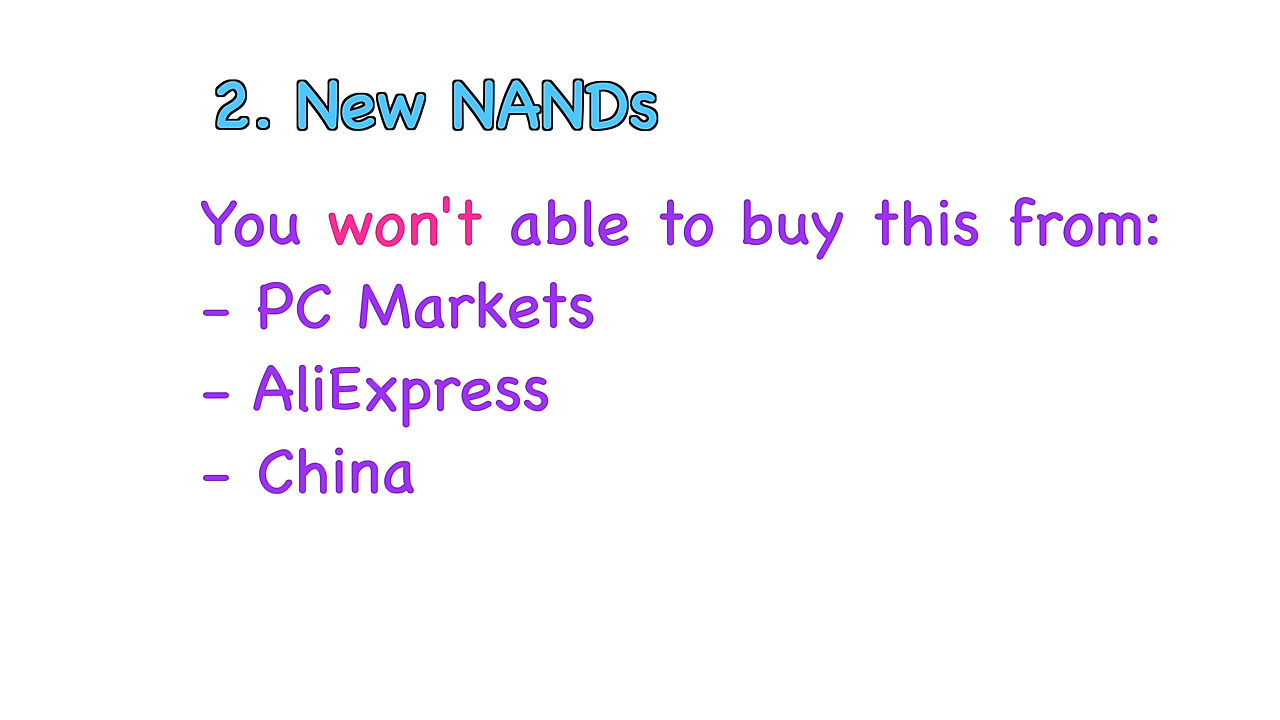 2. New NANDs
You won't able to buy this from:
- PC Markets
- AliExpress
- China